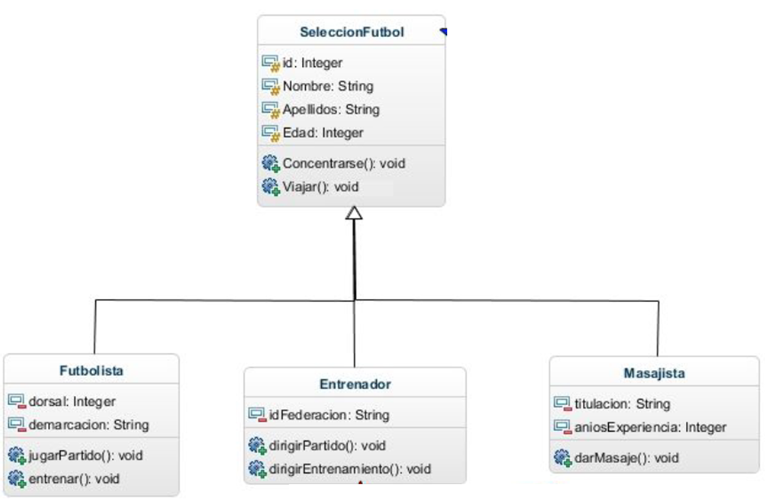 SeleccionFutbol
id: Integer
Nombre: String
Apellidos: String
Edad: Integer
Concentrarse(): void
Viajar(): void
Futbolista
dorsal: Integer
demarcacion: String
jugarPartido(): void
entrenar(): void
Entrenador
idFederacion: String
dirigirPartido(): void
dirigirEntrenamiento(): void
Masajista
titulacion: String
aniosExperiencia: Integer
darMasaje(): void